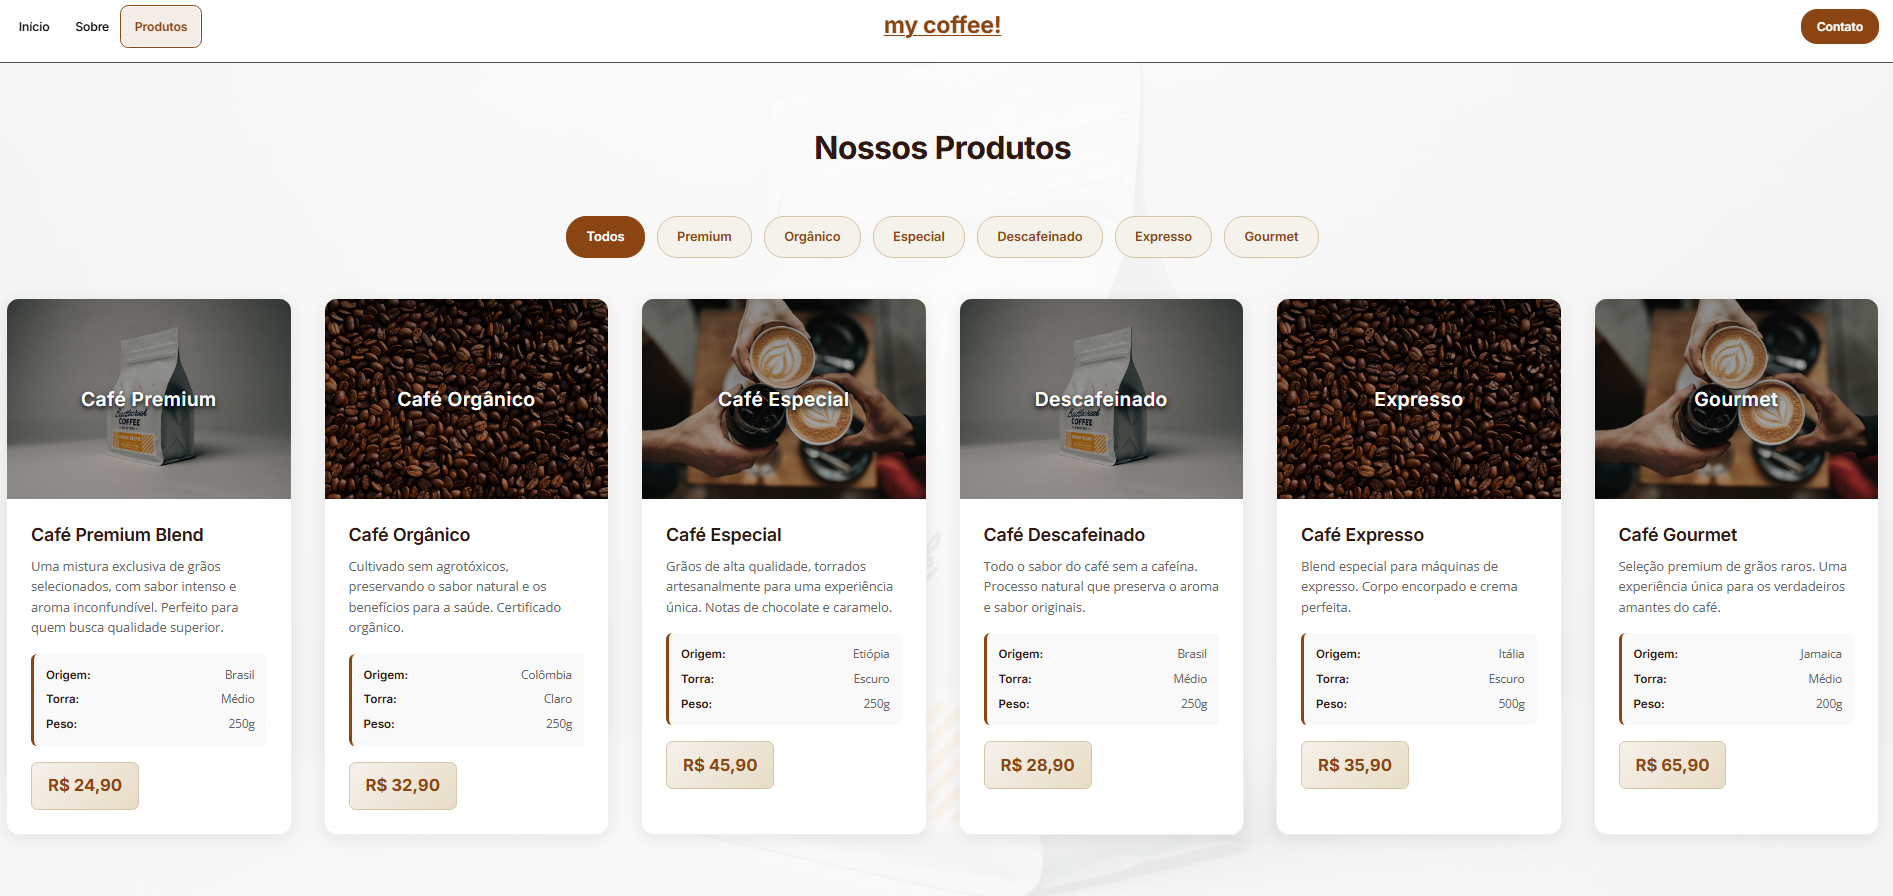 Início
Sobre
Produtos
my coffee!
Contato
Nossos Produtos
Todos
Premium
Orgânico
Especial
Descafeinado
Expresso
Gourmet
Café Premium
COFFEE
Café Premium Blend
Uma mistura exclusiva de grãos
selecionados, com sabor intenso e
aroma inconfundível. Perfeito para
quem busca qualidade superior.
Origem: Brasil
Torra: Médio
Peso: 250g
R$ 24,90
Café Orgânico
Café Orgânico
Cultivado sem agrotóxicos,
preservando o sabor natural e os
benefícios para a saúde. Certificado
orgânico.
Origem: Colômbia
Torra: Claro
Peso: 250g
R$ 32,90
Café Especial
Café Especial
Grãos de alta qualidade, torrados
artesanalmente para uma experiência
única. Notas de chocolate e caramelo.
Origem: Etiópia
Torra: Escuro
Peso: 250g
R$ 45,90
Descafeinado
COFFEE
Café Descafeinado
Todo o sabor do café sem a cafeína.
Processo natural que preserva o aroma
e sabor originais.
Origem: Brasil
Torra: Médio
Peso: 250g
R$ 28,90
Expresso
Café Expresso
Blend especial para máquinas de
expresso. Corpo encorpado e crema
perfeita.
Origem: Itália
Torra: Escuro
Peso: 500g
R$ 35,90
Gourmet
Café Gourmet
Seleção premium de grãos raros. Uma
experiência única para os verdadeiros
amantes do café.
Origem: Jamaica
Torra: Médio
Peso: 200g
R$ 65,90